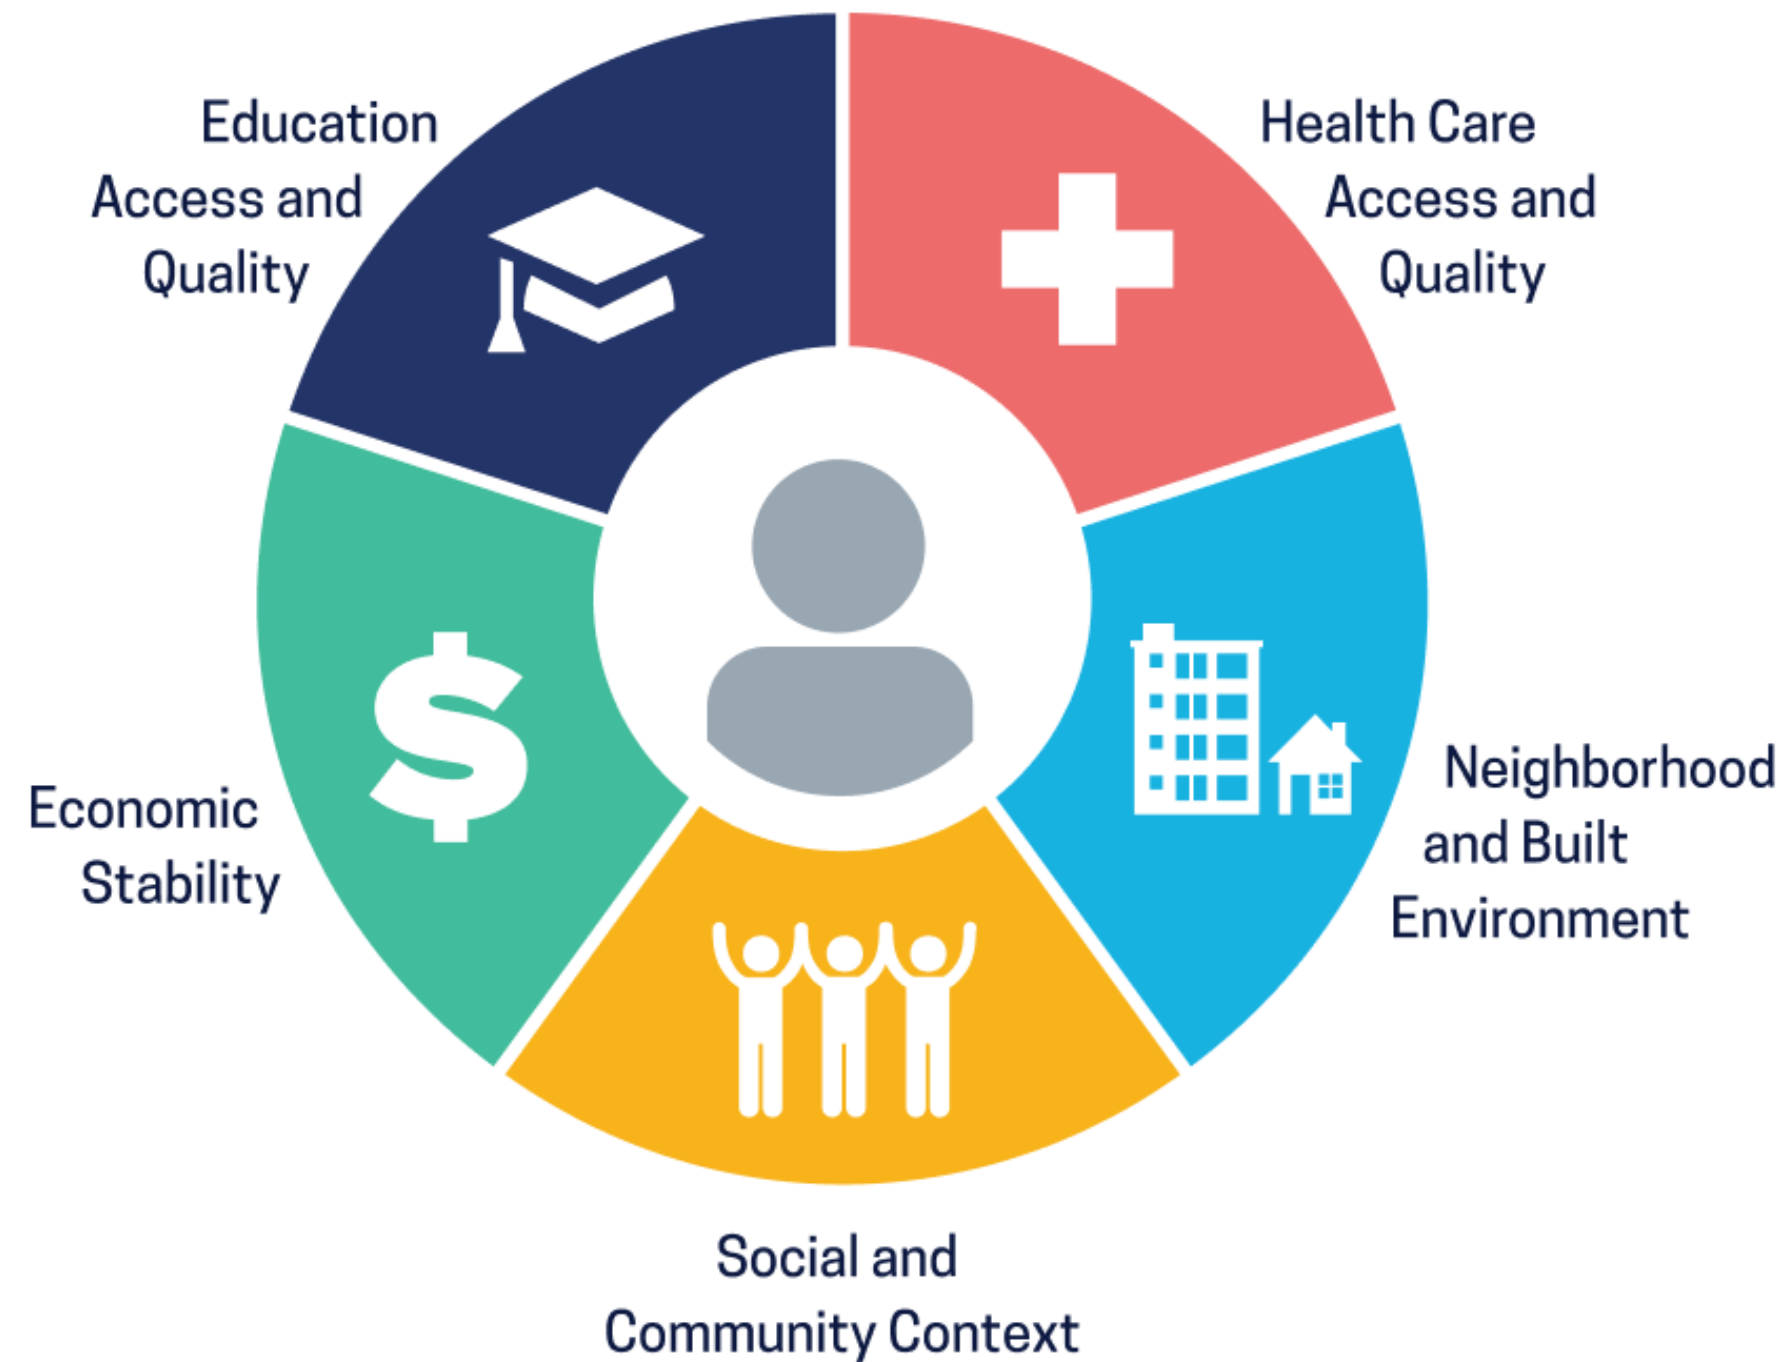 Education
Access and
Quality
Health Care
Access and
Quality
Economic
Stability
Neighborhood
and Built
Environment
Social and
Community Context